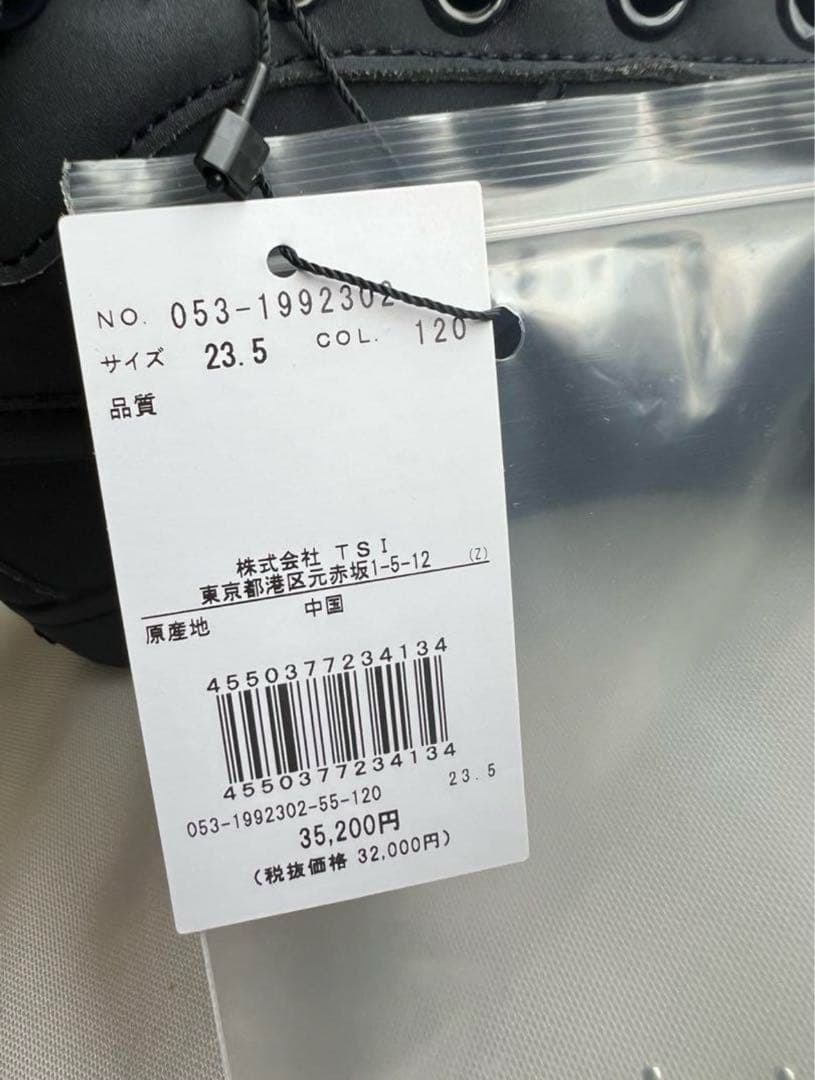 NO. 053-1992302
サイズ 23.5 COL. 120
品質
株式会社 TSI
東京都港区元赤坂1-5-12 (Z)
原産地 中国
4550377234134
4550377234134
053-1992302-55-120 23.5
35,200円
(税抜価格 32,000円)